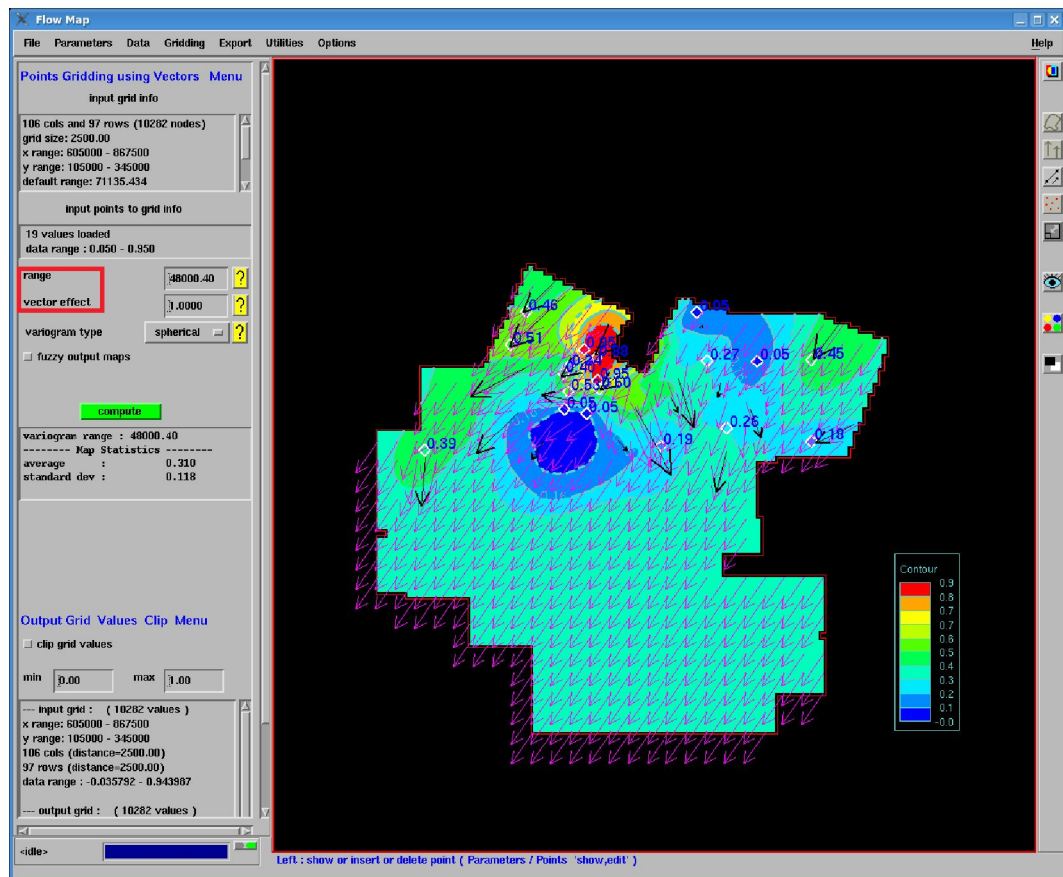 Flow Map
File Parameters Data Gridding Export Utilities Options Help
Points Gridding using Vectors Menu
input grid info
106 cols and 97 rows (10282 nodes)
grid size: 2500.00
x range: 605000 - 867500
y range: 105000 - 345000
default range: 71135.434
input points to grid info
19 values loaded
data range : 0.050 - 0.950
range 48000.40 ?
vector effect 1.0000 ?
variogram type spherical ?
fuzzy output maps
compute
variogram range : 48000.40
-------- Map Statistics --------
average : 0.310
standard dev : 0.118
Output Grid Values Clip Menu
clip grid values
min 0.00 max 1.00
--- input grid : ( 10282 values )
x range: 605000 - 867500
y range: 105000 - 345000
106 cols (distance=2500.00)
97 rows (distance=2500.00)
data range : -0.035792 - 0.943987
--- output grid : ( 10282 values )
<idle>
0.46
0.05
0.51
0.27
0.05
0.45
0.95
0.53
0.60
0.05
0.05
0.39
0.19
0.26
0.18
Contour
0.9
0.8
0.7
0.6
0.5
0.4
0.3
0.2
0.1
-0.0
Left : show or insert or delete point ( Parameters / Points 'show,edit' )